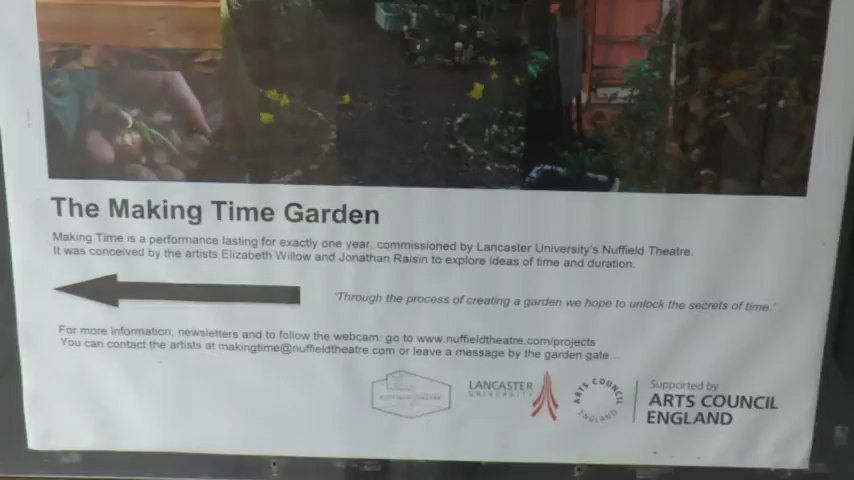 The Making Time Garden
Making Time is a performance lasting for exactly one year, commissioned by Lancaster University's Nuffield Theatre.
It was conceived by the artists Elizabeth Willow and Jonathan Raisin to explore ideas of time and duration.
'Through the process of creating a garden we hope to unlock the secrets of time.'
For more information, newsletters and to follow the webcam: go to www.nuffieldtheatre.com/projects
You can contact the artists at makingtime@nuffieldtheatre.com or leave a message by the garden gate...
NUFFIELD THEATRE
LANCASTER
UNIVERSITY
ARTS COUNCIL
ENGLAND
Supported by
ARTS COUNCIL
ENGLAND